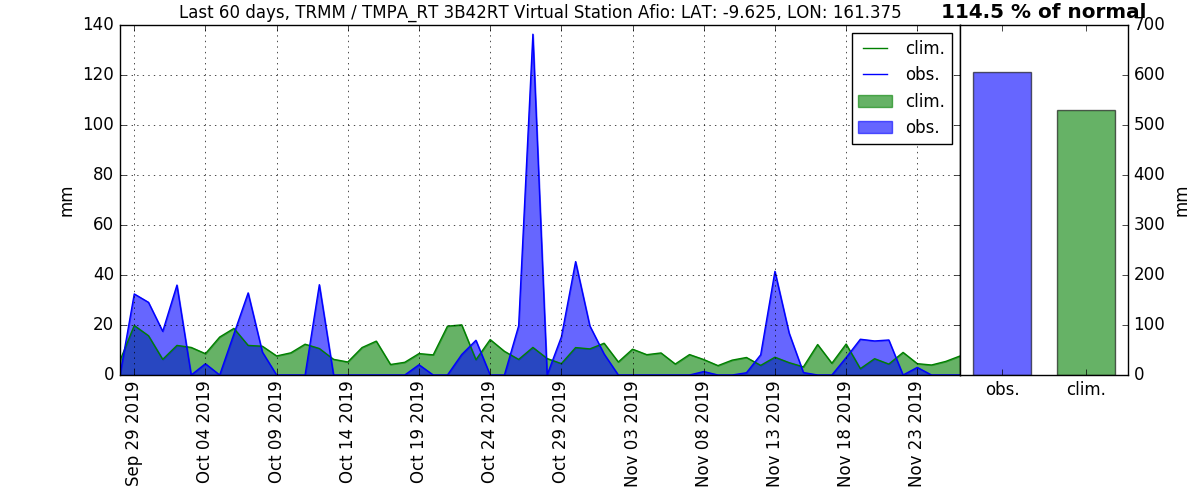 Last 60 days, TRMM / TMPA_RT 3B42RT Virtual Station Afio: LAT: -9.625, LON: 161.375
114.5 % of normal
140
120
100
80
60
40
20
0
mm
clim.
obs.
clim.
obs.
Sep 29 2019
Oct 04 2019
Oct 09 2019
Oct 14 2019
Oct 19 2019
Oct 24 2019
Oct 29 2019
Nov 03 2019
Nov 08 2019
Nov 13 2019
Nov 18 2019
Nov 23 2019
700
600
500
400
300
200
100
0
mm
obs.
clim.